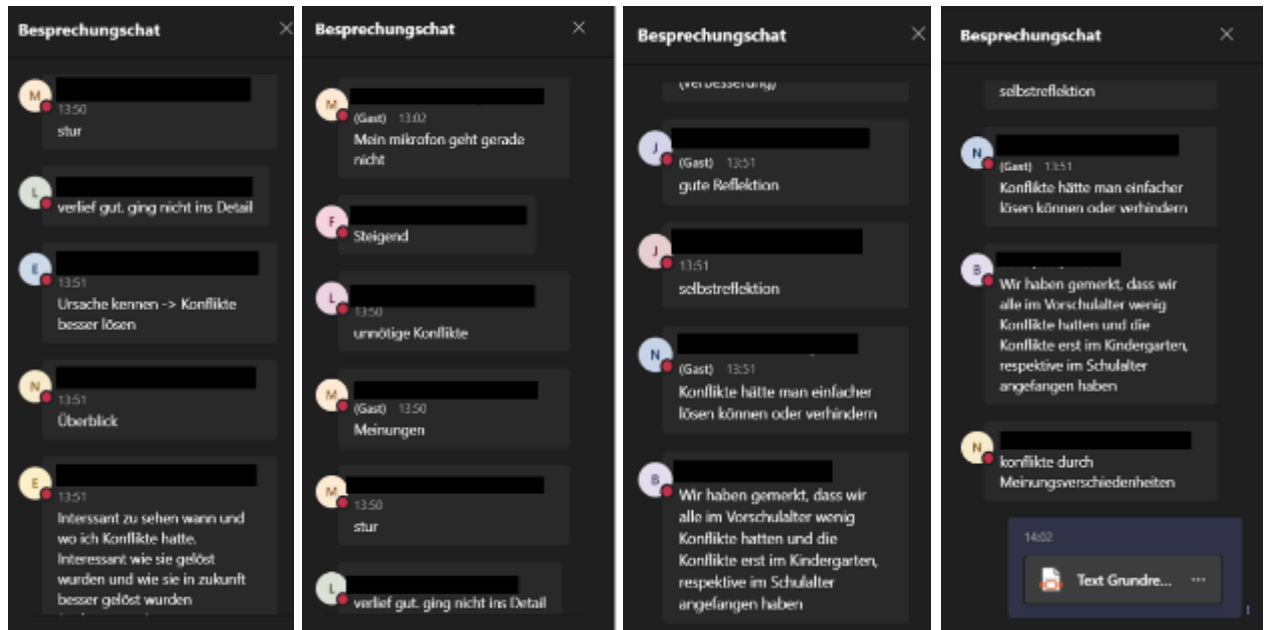 Besprechungschat
M
13:50
stur
L
verlief gut. ging nicht ins Detail
E
13:51
Ursache kennen -> Konflikte
besser lösen
N
13:51
Überblick
E
13:51
Interssant zu sehen wann und
wo ich Konflikte hatte.
Interessant wie sie gelöst
wurden und wie sie in zukunft
besser gelöst wurden
Besprechungschat
M
(Gast) 13:02
Mein mikrofon geht gerade
nicht
F
Steigend
L
13:50
unnötige Konflikte
M
(Gast) 13:50
Meinungen
M
13:50
stur
L
verlief gut. ging nicht ins Detail
Besprechungschat
(verbesserung)
J
(Gast) 13:51
gute Reflektion
J
13:51
selbstreflektion
N
(Gast) 13:51
Konflikte hätte man einfacher
lösen können oder verhindern
B
Wir haben gemerkt, dass wir
alle im Vorschulalter wenig
Konflikte hatten und die
Konflikte erst im Kindergarten,
respektive im Schulalter
angefangen haben
Besprechungschat
selbstreflektion
N
(Gast) 13:51
Konflikte hätte man einfacher
lösen können oder verhindern
B
Wir haben gemerkt, dass wir
alle im Vorschulalter wenig
Konflikte hatten und die
Konflikte erst im Kindergarten,
respektive im Schulalter
angefangen haben
N
konflikte durch
Meinungsverschiedenheiten
14:02
Text Grundre...